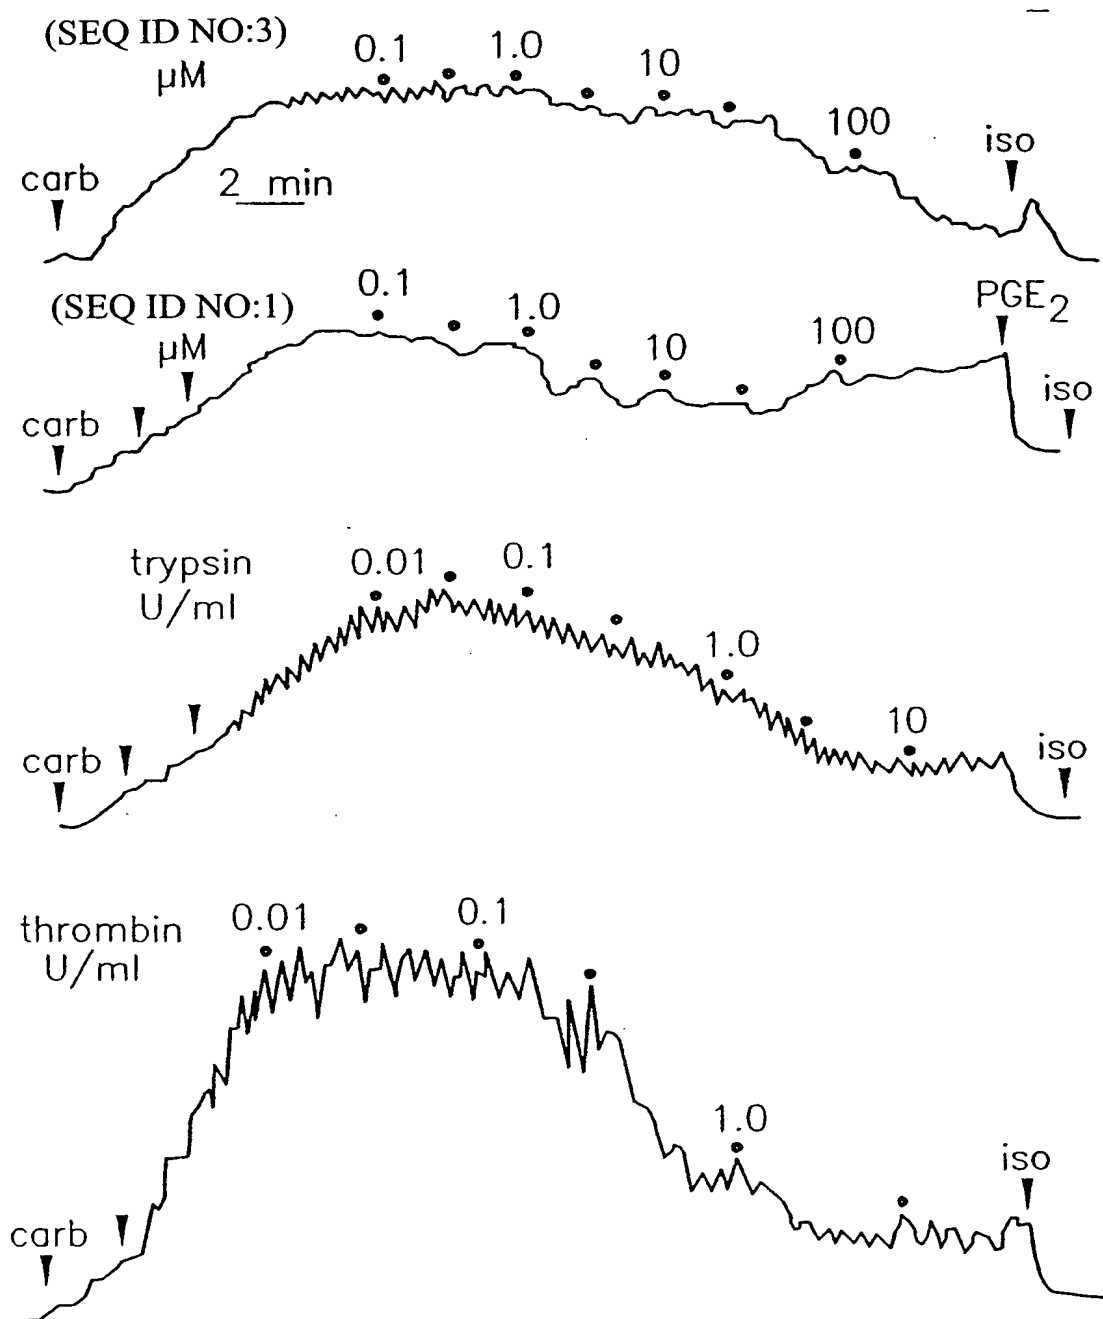 (SEQ ID NO:3)
µM
0.1
1.0
10
100
iso
carb
2 min
(SEQ ID NO:1)
µM
0.1
1.0
10
100
PGE2
iso
carb
trypsin
U/ml
0.01
0.1
1.0
10
iso
carb
thrombin
U/ml
0.01
0.1
1.0
iso
carb